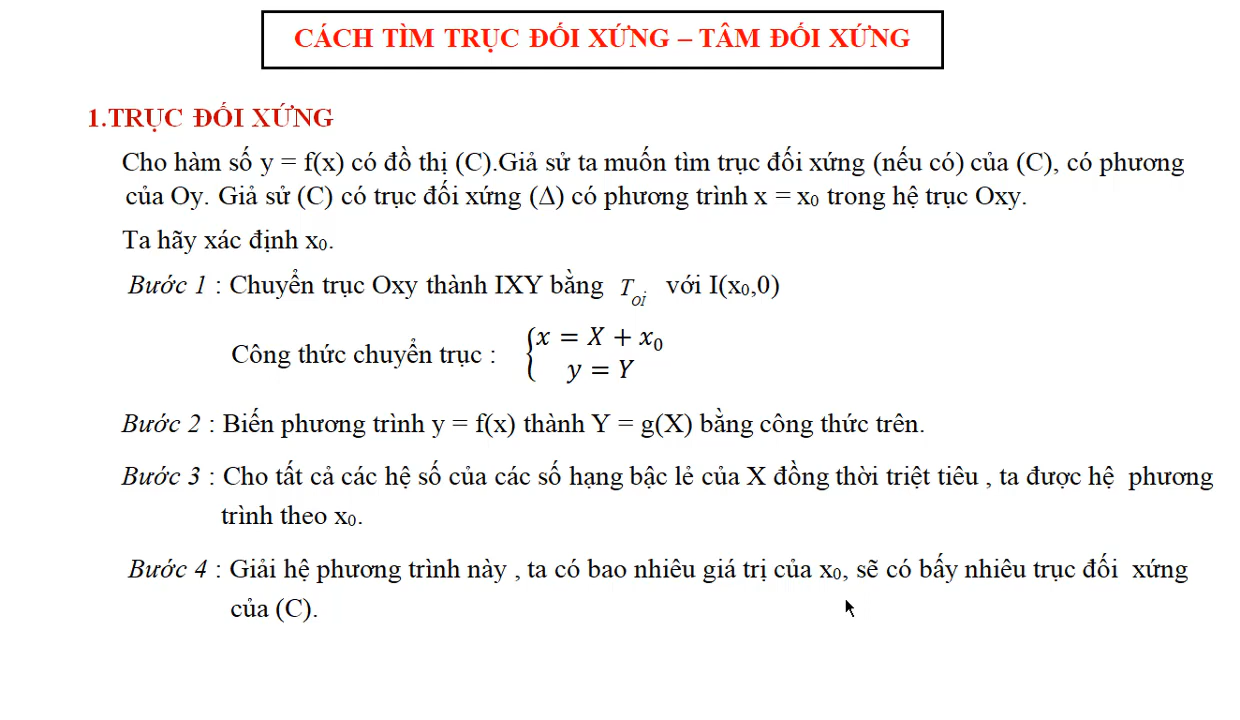 CÁCH TÌM TRỤC ĐỐI XỨNG – TÂM ĐỐI XỨNG
1.TRỤC ĐỐI XỨNG
Cho hàm số y = f(x) có đồ thị (C).Giả sử ta muốn tìm trục đối xứng (nếu có) của (C), có phương
của Oy. Giả sử (C) có trục đối xứng (Δ) có phương trình x = x₀ trong hệ trục Oxy.
Ta hãy xác định x₀.
Bước 1 : Chuyển trục Oxy thành IXY bằng T_oi với I(x₀,0)
Công thức chuyển trục : { x = X + x₀
y = Y
Bước 2 : Biến phương trình y = f(x) thành Y = g(X) bằng công thức trên.
Bước 3 : Cho tất cả các hệ số của các số hạng bậc lẻ của X đồng thời triệt tiêu , ta được hệ phương
trình theo x₀.
Bước 4 : Giải hệ phương trình này , ta có bao nhiêu giá trị của x₀, sẽ có bấy nhiêu trục đối xứng
của (C).